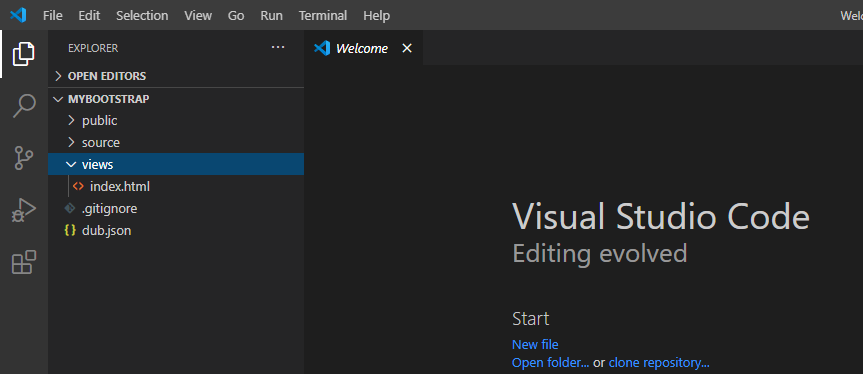 File Edit Selection View Go Run Terminal Help Wel
EXPLORER ...
Welcome
OPEN EDITORS
MYBOOTSTRAP
public
source
views
index.html
.gitignore
{} dub.json
Visual Studio Code
Editing evolved
Start
New file
Open folder... or clone repository...